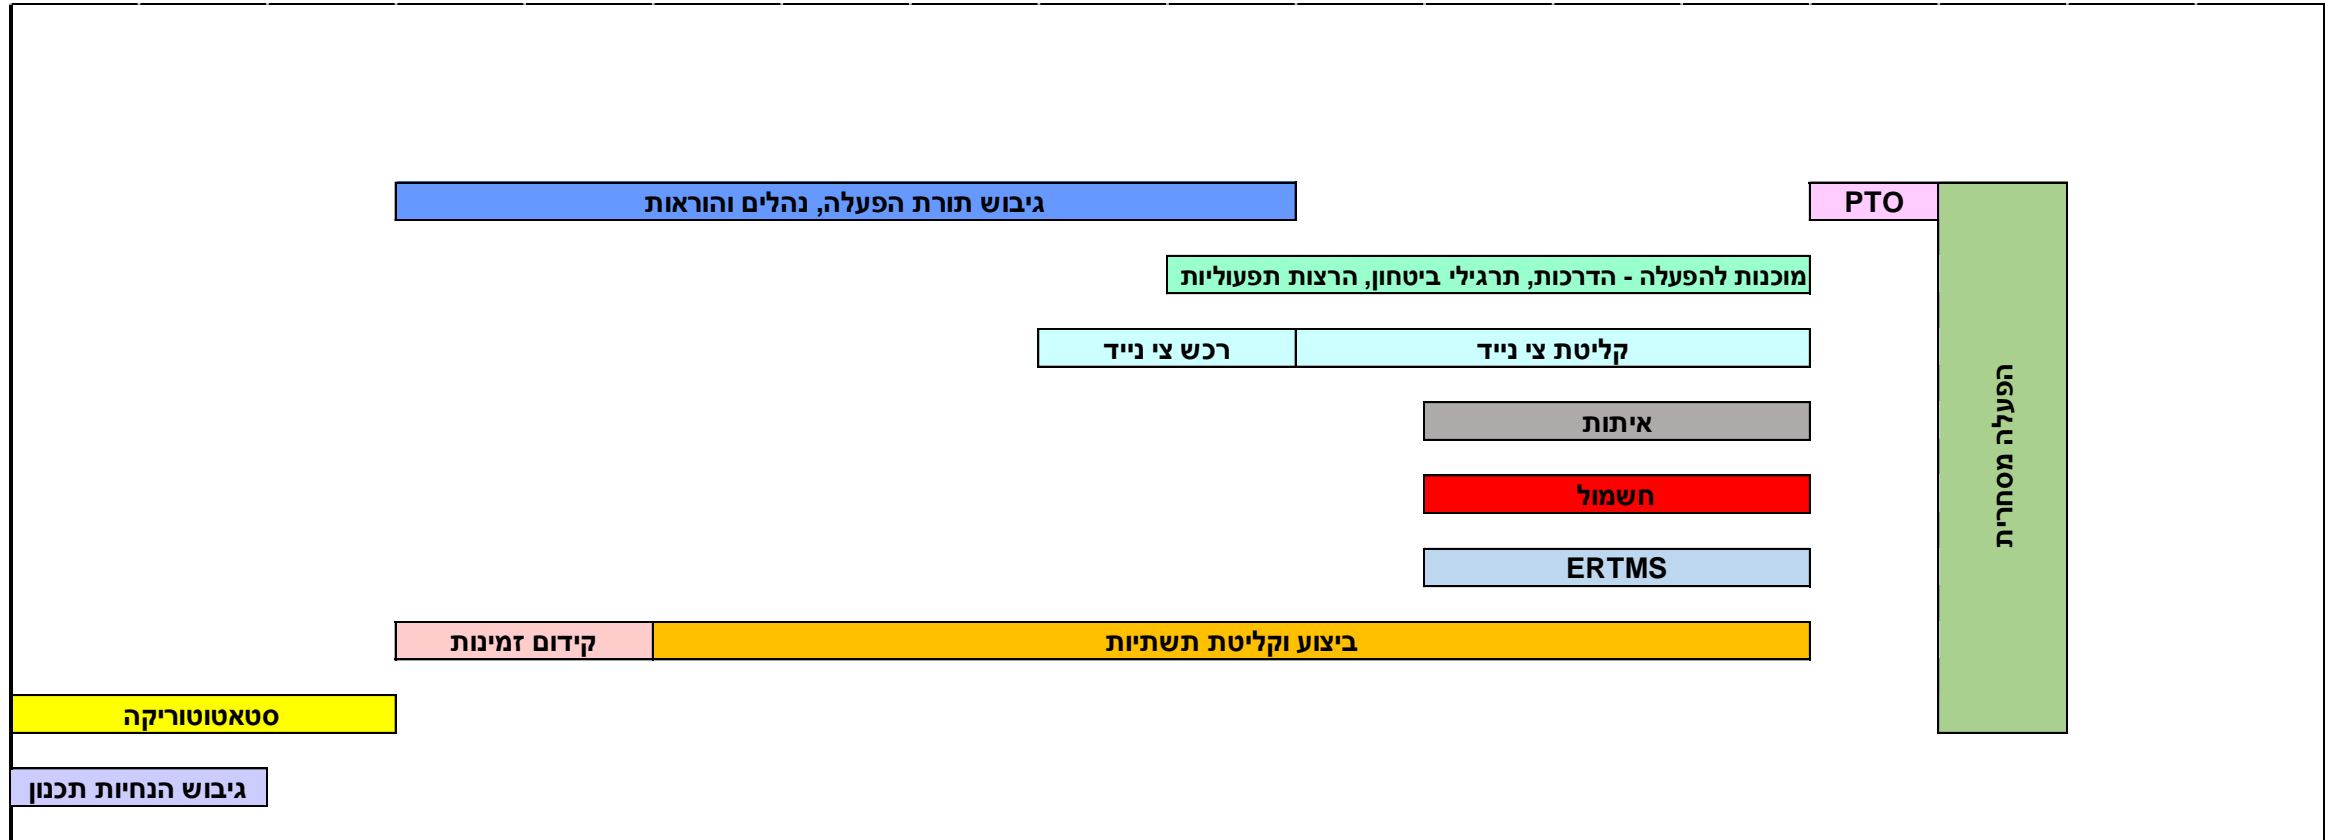 גיבוש תורת הפעלה, נהלים והוראות
PTO
מוכנות להפעלה - הדרכות, תרגילי ביטחון, הרצות תפעוליות
רכש צי נייד
קליטת צי נייד
איתות
הפעלה מסחרית
חשמול
ERTMS
קידום זמינות
ביצוע וקליטת תשתיות
סטאטוטוריקה
גיבוש הנחיות תכנון